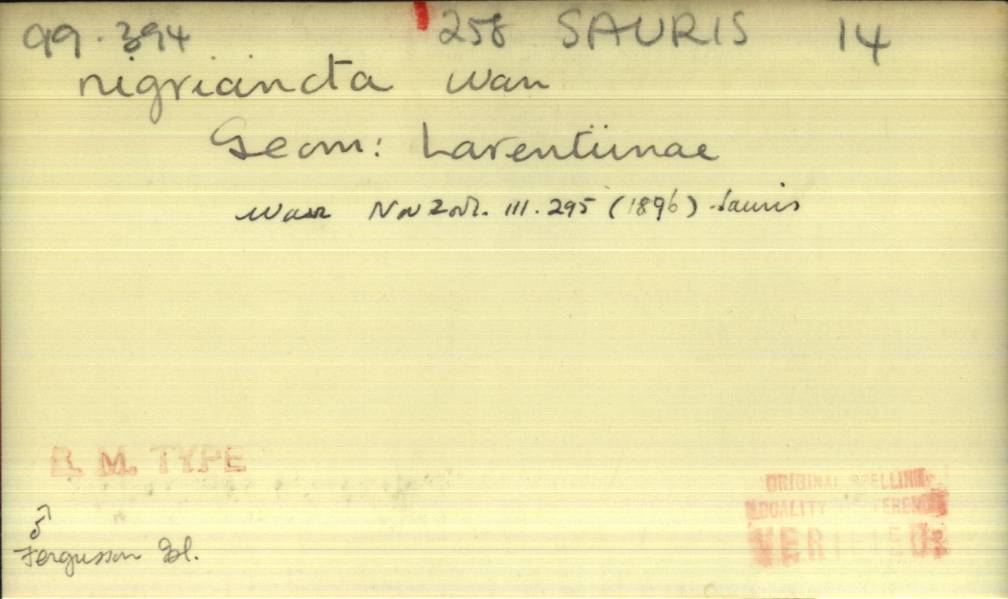 99.394 258 SAURIS 14
nigricincta Warr
Geom: Larentiinae
Warr Nov Zool. III. 295 (1896) Sauris
B. M. TYPE
ORIGINAL SPELLING
LOCALITY REFERENCE
VERIFIED
♂
Fergusson Isl.